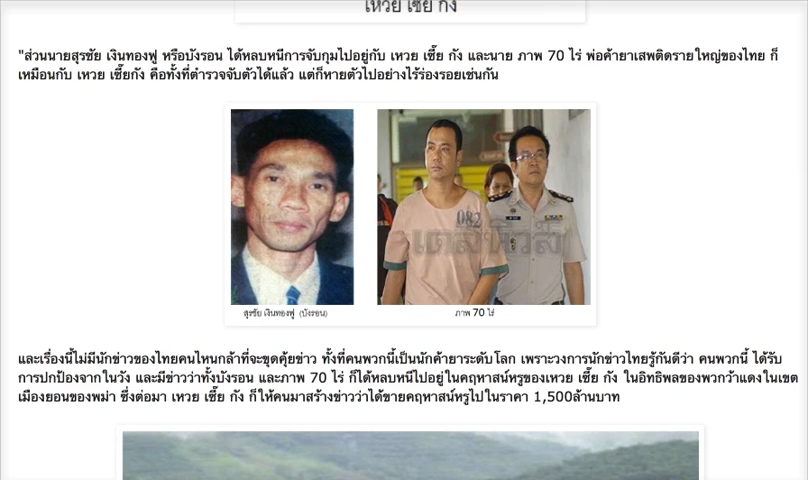 เหวย เซี๊ย กัง
"ส่วนนายสุรชัย เงินทองฟู หรือบังรอน ได้หลบหนีการจับกุมไปอยู่กับ เหวย เซี๊ย กัง และนาย ภาพ 70 ไร่ พ่อค้ายาเสพติดรายใหญ่ของไทย ก็
เหมือนกับ เหวย เซี๊ยกัง คือทั้งที่ตำรวจจับตัวได้แล้ว แต่ก็หายตัวไปอย่างไร้ร่องรอยเช่นกัน
082
เดลินิวส์
สุรชัย เงินทองฟู (บังรอน)
ภาพ 70 ไร่
และเรื่องนี้ไม่มีนักข่าวของไทยคนไหนกล้าที่จะขุดคุ้ยข่าว ทั้งที่คนพวกนี้เป็นนักค้ายาระดับโลก เพราะวงการนักข่าวไทยรู้กันดีว่า คนพวกนี้ ได้รับ
การปกป้องจากในวัง และมีข่าวว่าทั้งบังรอน และภาพ 70 ไร่ ก็ได้หลบหนีไปอยู่ในคฤหาสน์หรูของเหวย เซี๊ย กัง ในอิทธิพลของพวกว้าแดงในเขต
เมืองยอนของพม่า ซึ่งต่อมา เหวย เซี๊ย กัง ก็ให้คนมาสร้างข่าวว่าได้ขายคฤหาสน์หรูไปในราคา 1,500ล้านบาท